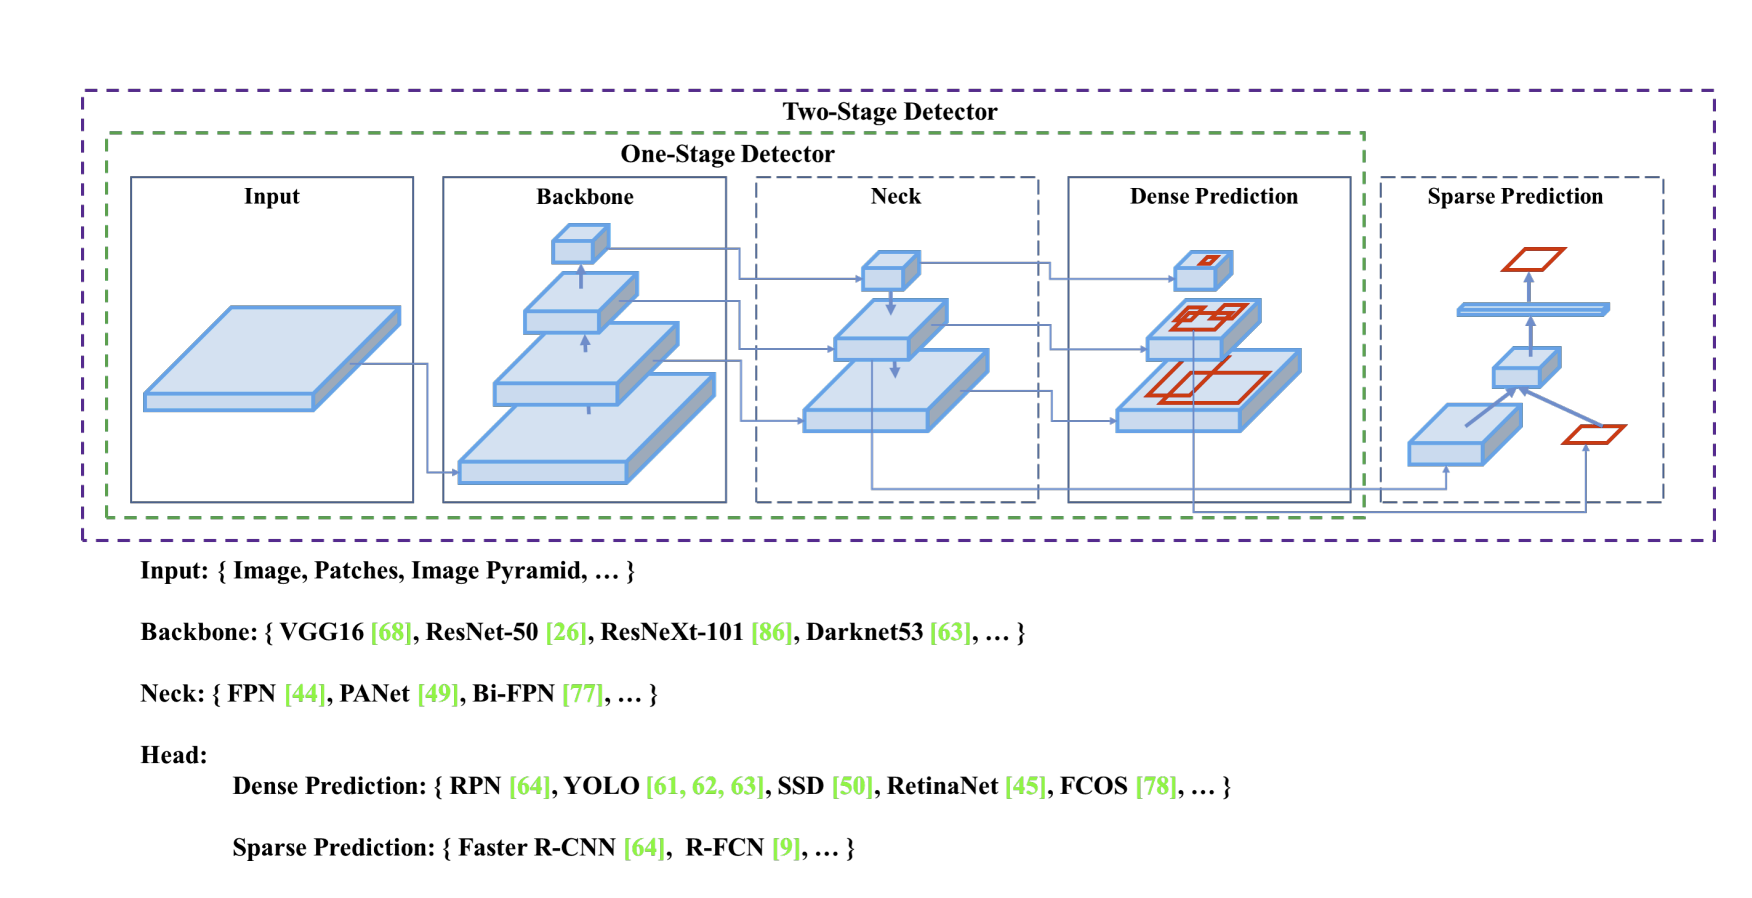 Two-Stage Detector
One-Stage Detector
Input
Backbone
Neck
Dense Prediction
Sparse Prediction
Input: { Image, Patches, Image Pyramid, … }
Backbone: { VGG16 [68], ResNet-50 [26], ResNeXt-101 [86], Darknet53 [63], … }
Neck: { FPN [44], PANet [49], Bi-FPN [77], … }
Head:
Dense Prediction: { RPN [64], YOLO [61, 62, 63], SSD [50], RetinaNet [45], FCOS [78], … }
Sparse Prediction: { Faster R-CNN [64],  R-FCN [9], … }